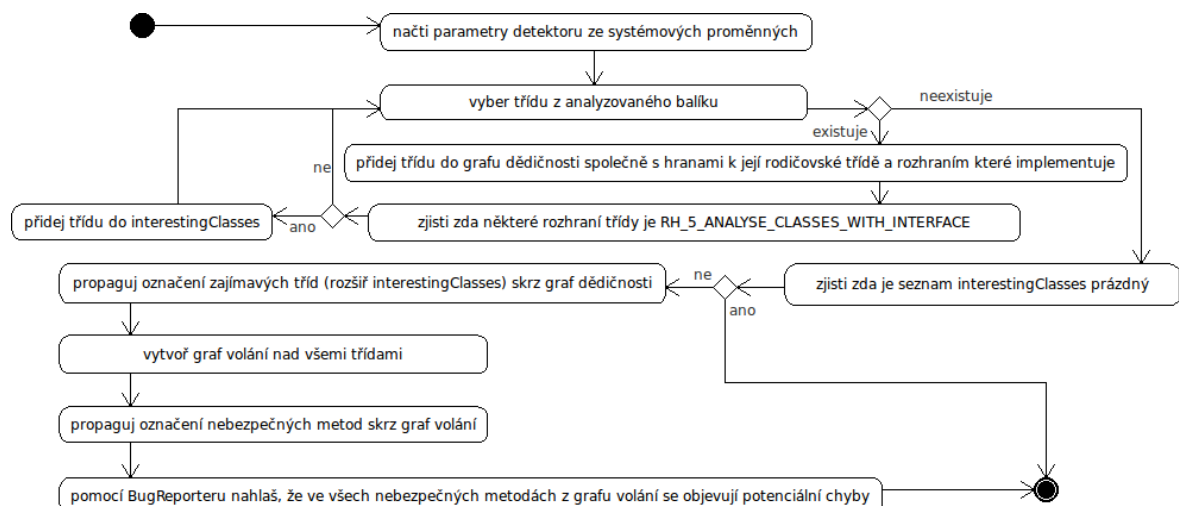 načti parametry detektoru ze systémových proměnných
vyber třídu z analyzovaného balíku
neexistuje
existuje
přidej třídu do grafu dědičnosti společně s hranami k její rodičovské třídě a rozhraním které implementuje
ne
přidej třídu do interestingClasses
ano
zjisti zda některé rozhraní třídy je RH_5_ANALYSE_CLASSES_WITH_INTERFACE
propaguj označení zajímavých tříd (rozšiř interestingClasses) skrz graf dědičnosti
ne
ano
zjisti zda je seznam interestingClasses prázdný
vytvoř graf volání nad všemi třídami
propaguj označení nebezpečných metod skrz graf volání
pomocí BugReporteru nahlaš, že ve všech nebezpečných metodách z grafu volání se objevují potenciální chyby